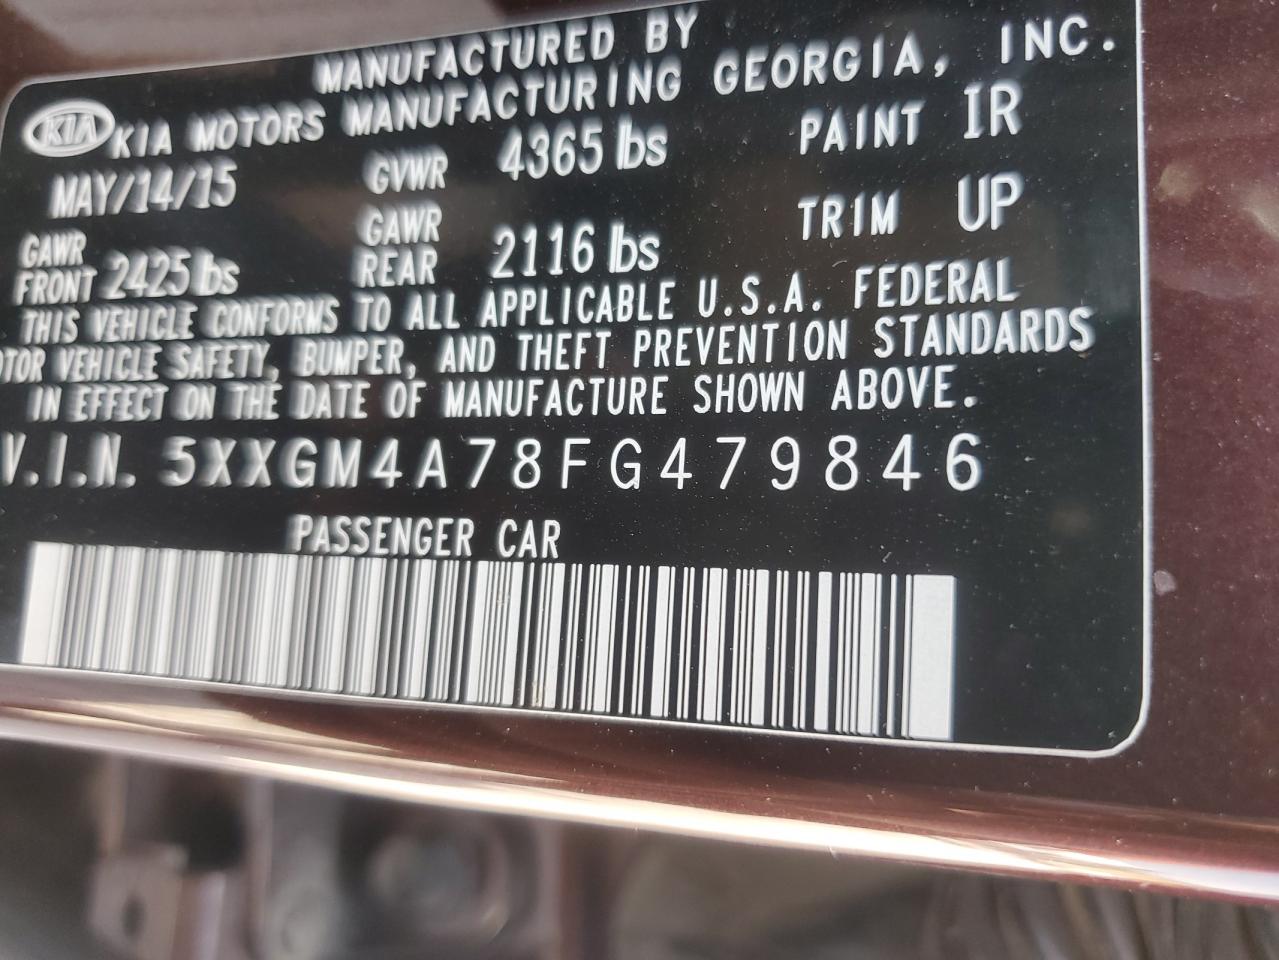 MANUFACTURED BY
KIA KIA MOTORS MANUFACTURING GEORGIA, INC.
MAY/14/15 GVWR 4365 lbs PAINT IR
GAWR FRONT 2425 lbs GAWR REAR 2116 lbs TRIM UP
THIS VEHICLE CONFORMS TO ALL APPLICABLE U.S.A. FEDERAL
OTOR VEHICLE SAFETY, BUMPER, AND THEFT PREVENTION STANDARDS
IN EFFECT ON THE DATE OF MANUFACTURE SHOWN ABOVE.
V.I.N. 5XXGM4A78FG479846
PASSENGER CAR